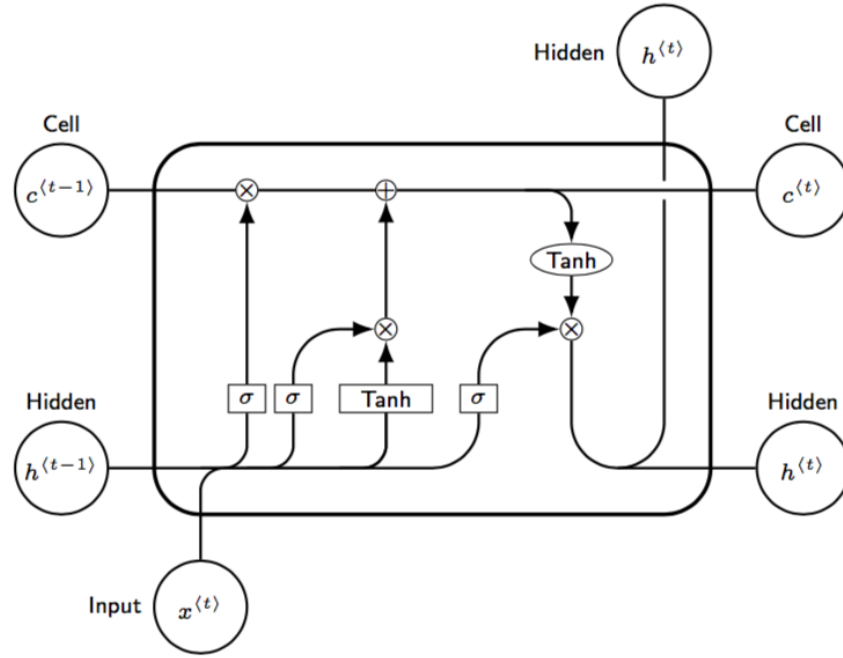 Hidden
h⟨t⟩
Cell
c⟨t−1⟩
Cell
c⟨t⟩
×
+
Tanh
×
×
σ
σ
Tanh
σ
Hidden
h⟨t−1⟩
Hidden
h⟨t⟩
Input
x⟨t⟩